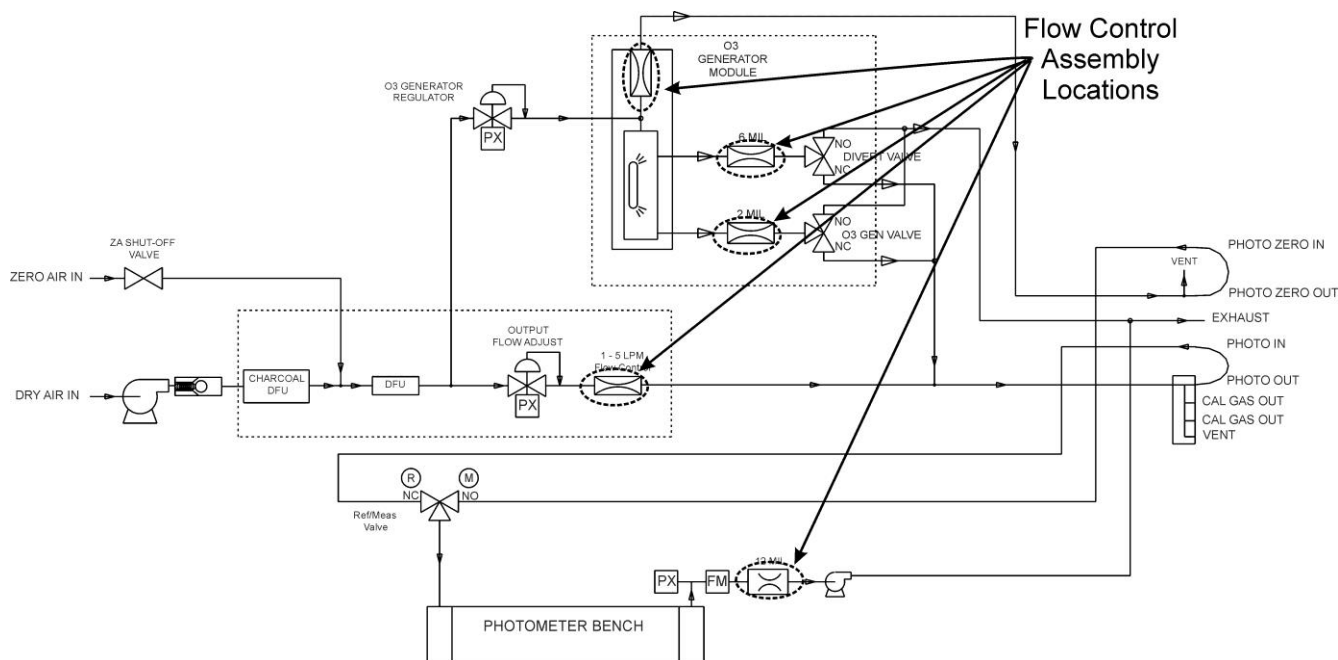 Flow Control
Assembly
Locations
O3
GENERATOR
MODULE
O3 GENERATOR
REGULATOR
PX
6 MIL
NO
DIVERT VALVE
NC
2 MIL
NO
O3 GEN VALVE
NC
ZA SHUT-OFF
VALVE
ZERO AIR IN
PHOTO ZERO IN
VENT
PHOTO ZERO OUT
EXHAUST
OUTPUT
FLOW ADJUST
1 - 5 LPM
Flow Control
PHOTO IN
DRY AIR IN
CHARCOAL
DFU
DFU
PX
PHOTO OUT
CAL GAS OUT
CAL GAS OUT
VENT
R
M
NC
NO
Ref/Meas
Valve
PX
FM
PHOTOMETER BENCH